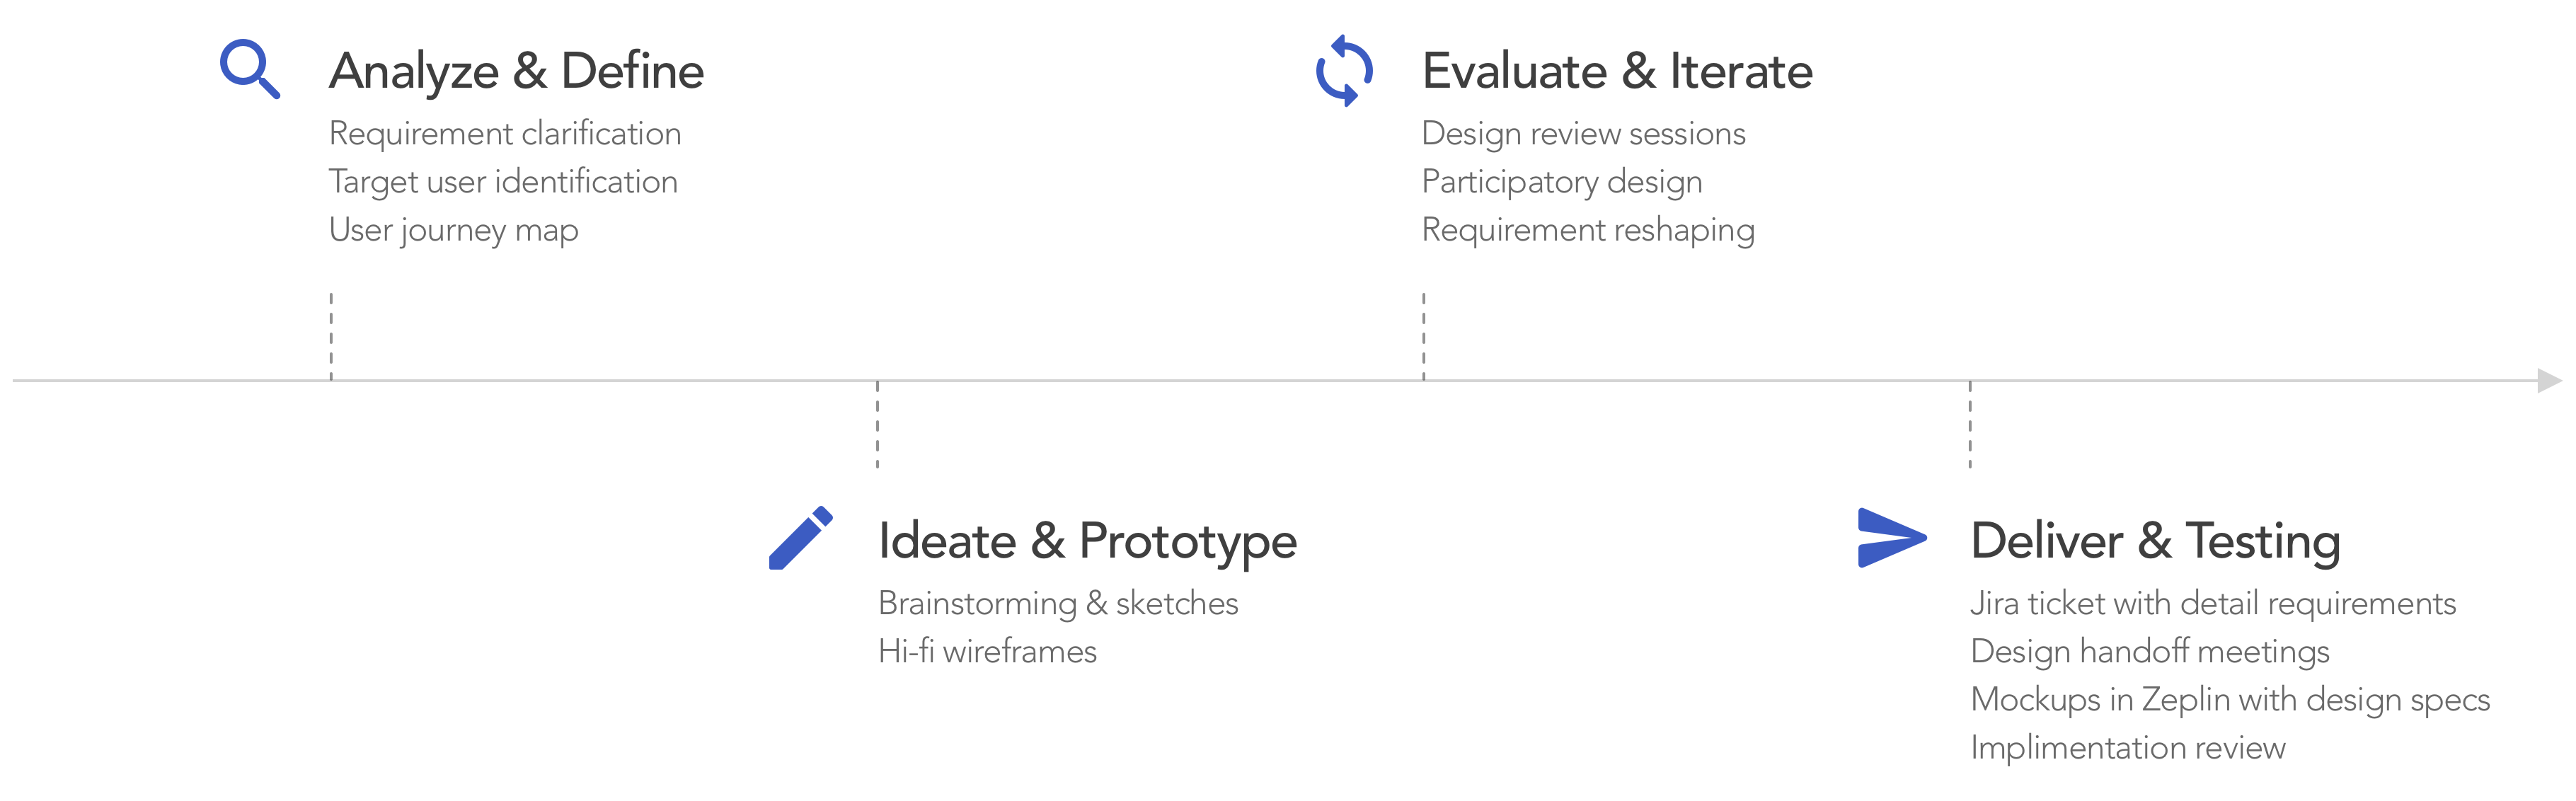 Analyze & Define
Requirement clarification
Target user identification
User journey map
Ideate & Prototype
Brainstorming & sketches
Hi-fi wireframes
Evaluate & Iterate
Design review sessions
Participatory design
Requirement reshaping
Deliver & Testing
Jira ticket with detail requirements
Design handoff meetings
Mockups in Zeplin with design specs
Implimentation review